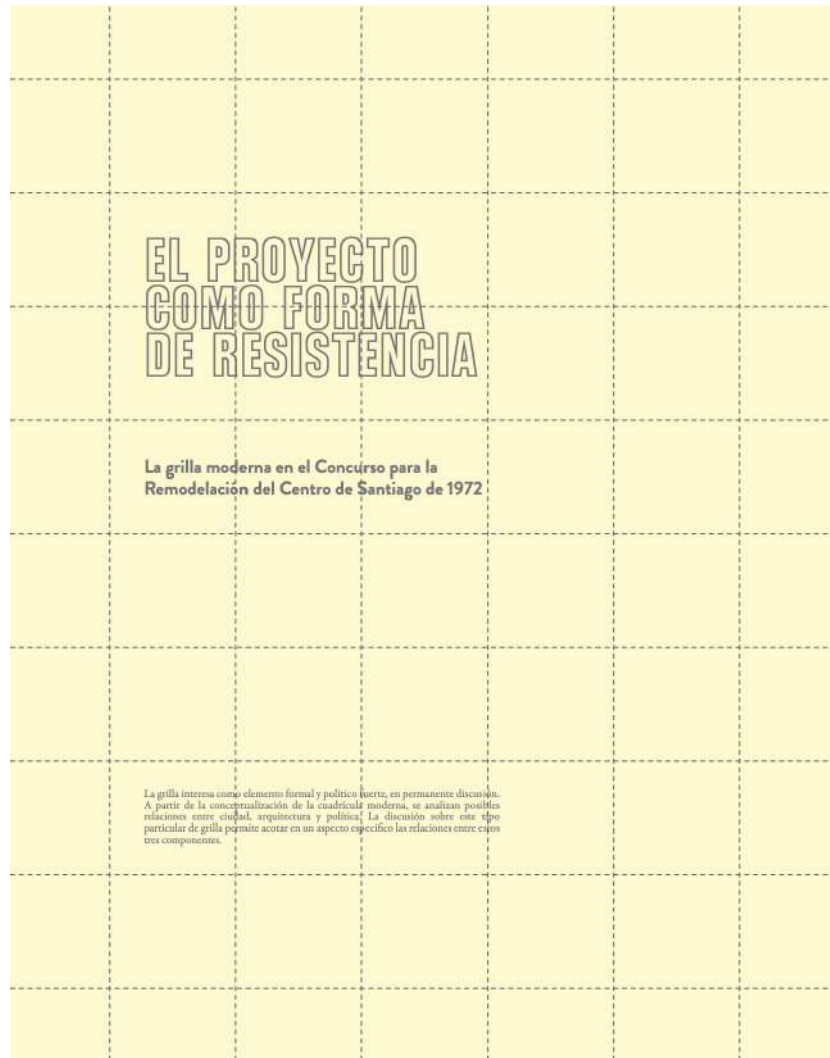 EL PROYECTO
COMO FORMA
DE RESISTENCIA
La grilla moderna en el Concurso para la
Remodelación del Centro de Santiago de 1972
La grilla interesa como elemento formal y político fuerte, en permanente discusión.
A partir de la conceptualización de la cuadrícula moderna, se analizan posibles
relaciones entre ciudad, arquitectura y política. La discusión sobre este tipo
particular de grilla permite acotar en un aspecto específico las relaciones entre estos
tres componentes.